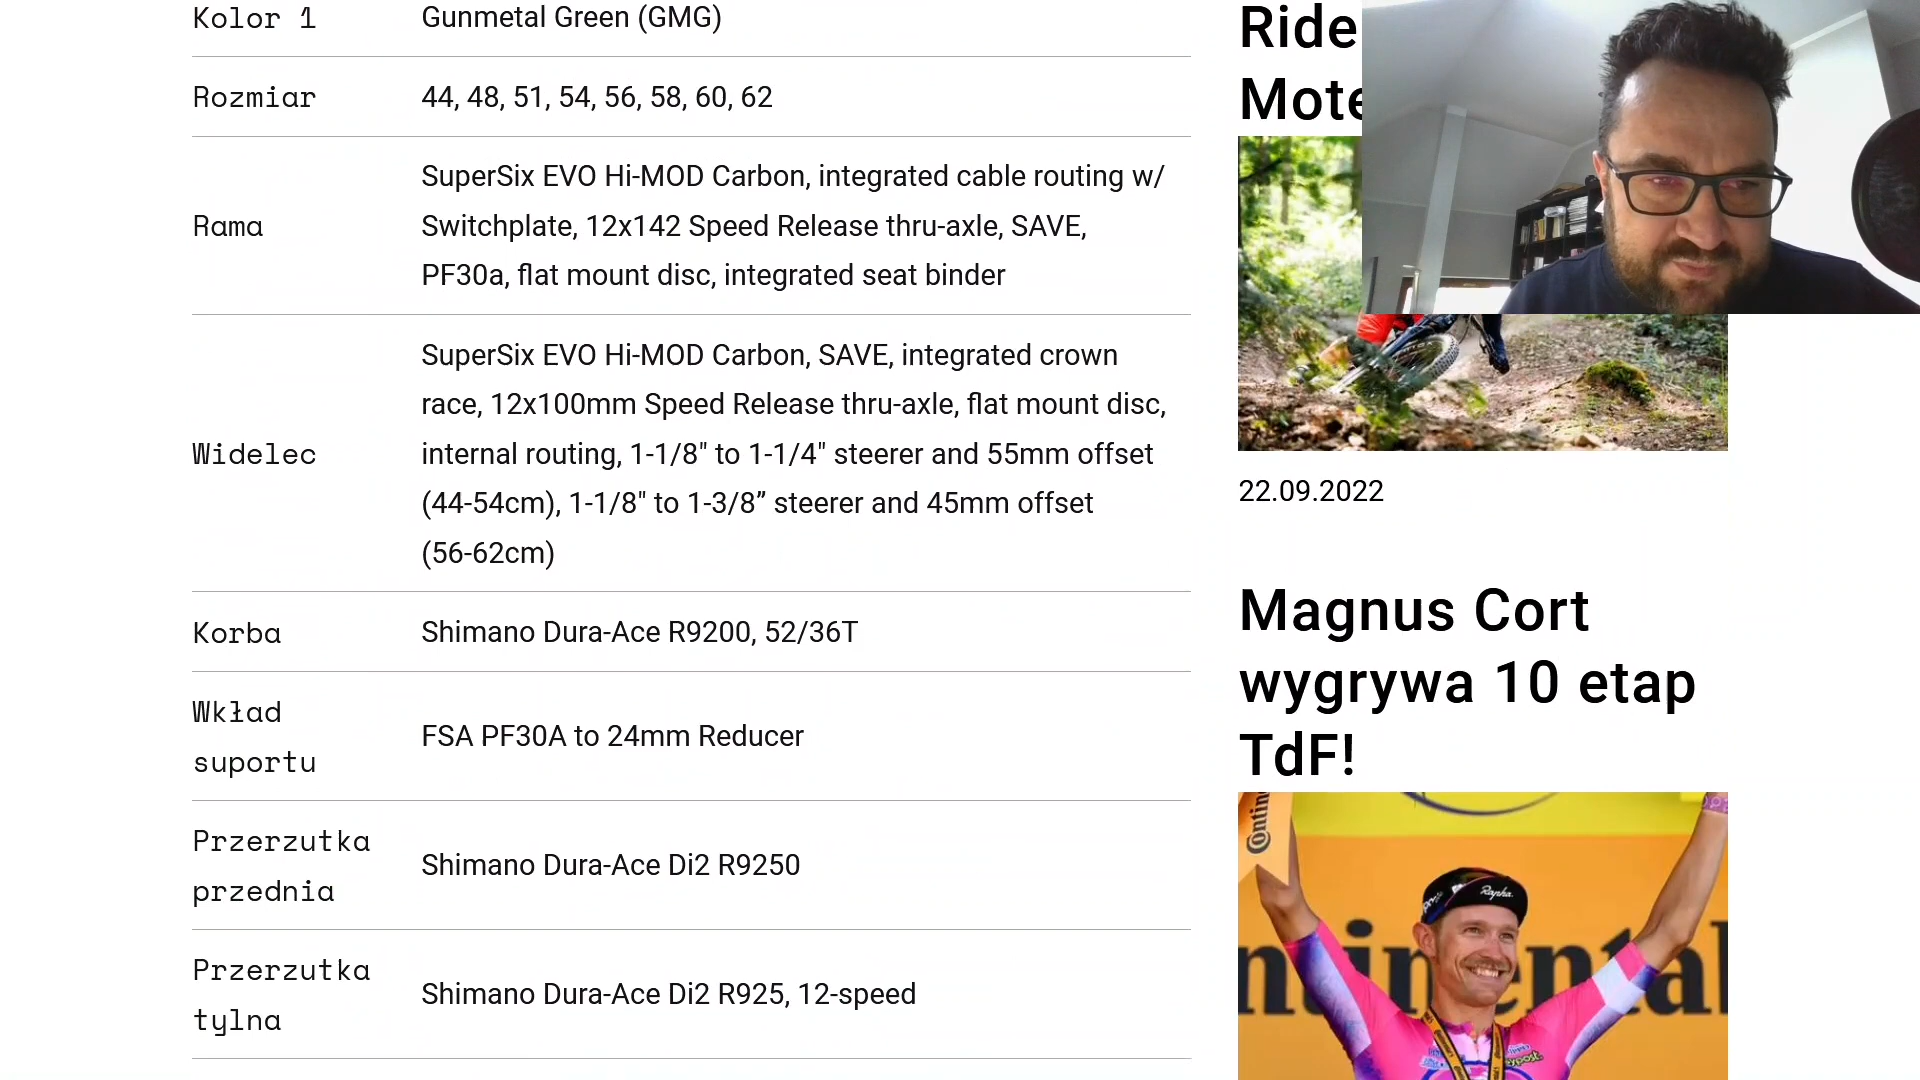 Kolor 1
Gunmetal Green (GMG)
Rozmiar
44, 48, 51, 54, 56, 58, 60, 62
Rama
SuperSix EVO Hi-MOD Carbon, integrated cable routing w/
Switchplate, 12x142 Speed Release thru-axle, SAVE,
PF30a, flat mount disc, integrated seat binder
Widelec
SuperSix EVO Hi-MOD Carbon, SAVE, integrated crown
race, 12x100mm Speed Release thru-axle, flat mount disc,
internal routing, 1-1/8" to 1-1/4" steerer and 55mm offset
(44-54cm), 1-1/8" to 1-3/8” steerer and 45mm offset
(56-62cm)
Korba
Shimano Dura-Ace R9200, 52/36T
Wkład
suportu
FSA PF30A to 24mm Reducer
Przerzutka
przednia
Shimano Dura-Ace Di2 R9250
Przerzutka
tylna
Shimano Dura-Ace Di2 R925, 12-speed
Ride
Mote
22.09.2022
Magnus Cort
wygrywa 10 etap
TdF!
Contin
Rapha
ntinental